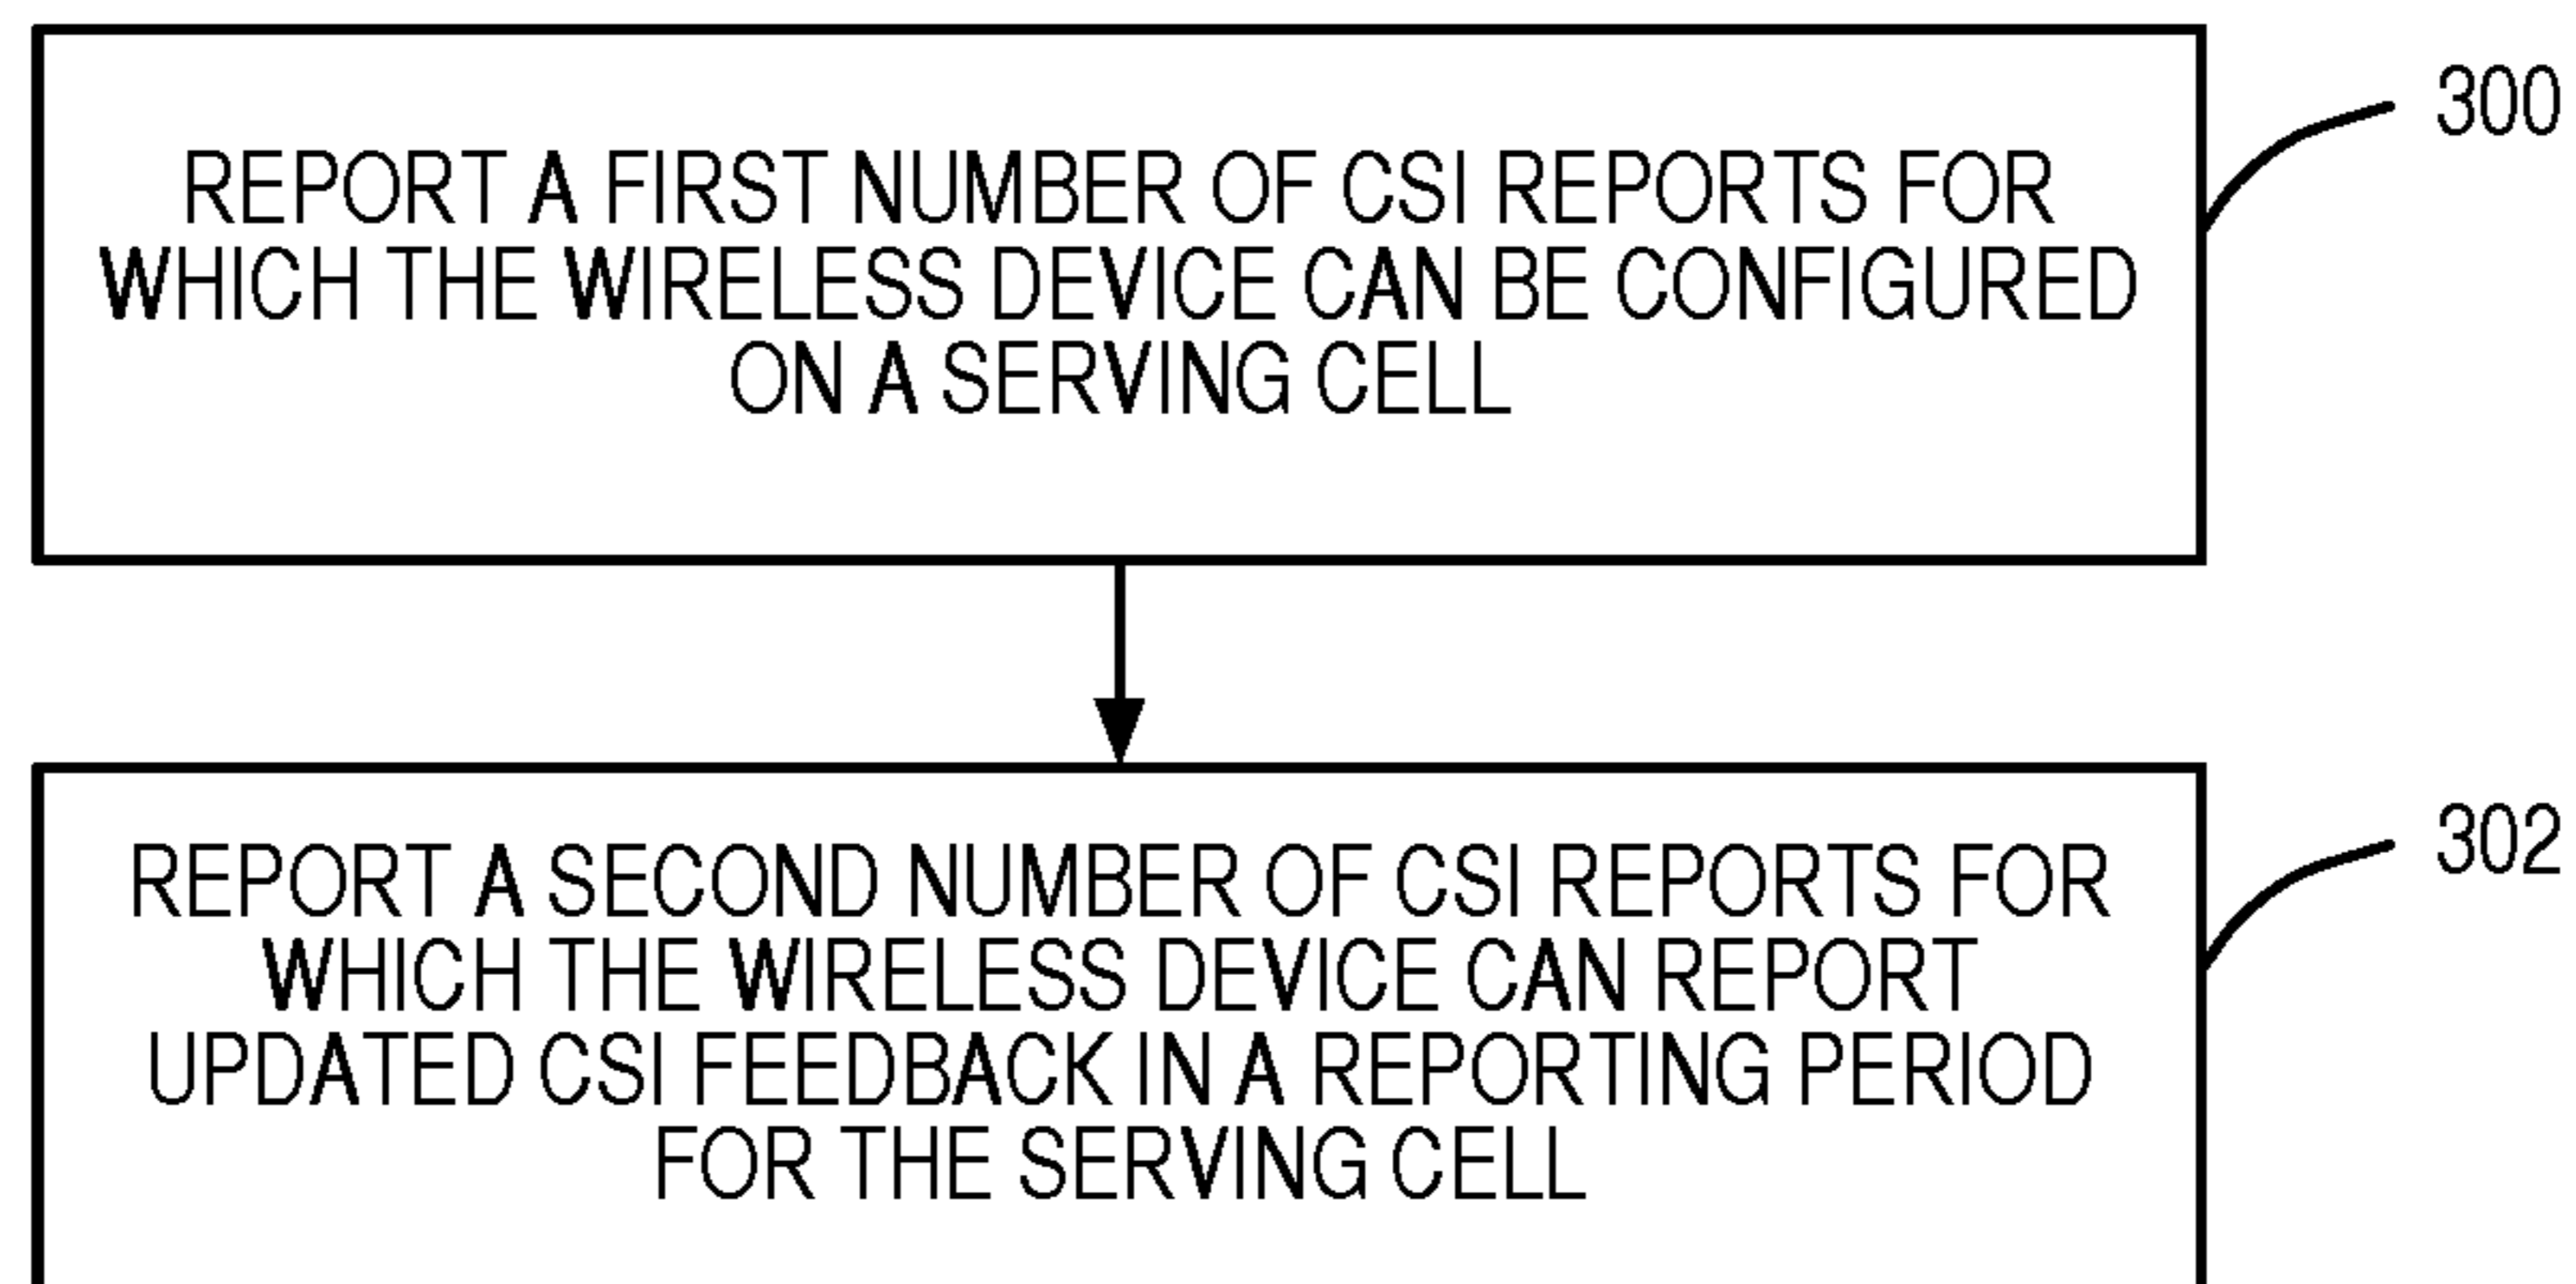 REPORT A FIRST NUMBER OF CSI REPORTS FOR
WHICH THE WIRELESS DEVICE CAN BE CONFIGURED
ON A SERVING CELL
300
REPORT A SECOND NUMBER OF CSI REPORTS FOR
WHICH THE WIRELESS DEVICE CAN REPORT
UPDATED CSI FEEDBACK IN A REPORTING PERIOD
FOR THE SERVING CELL
302